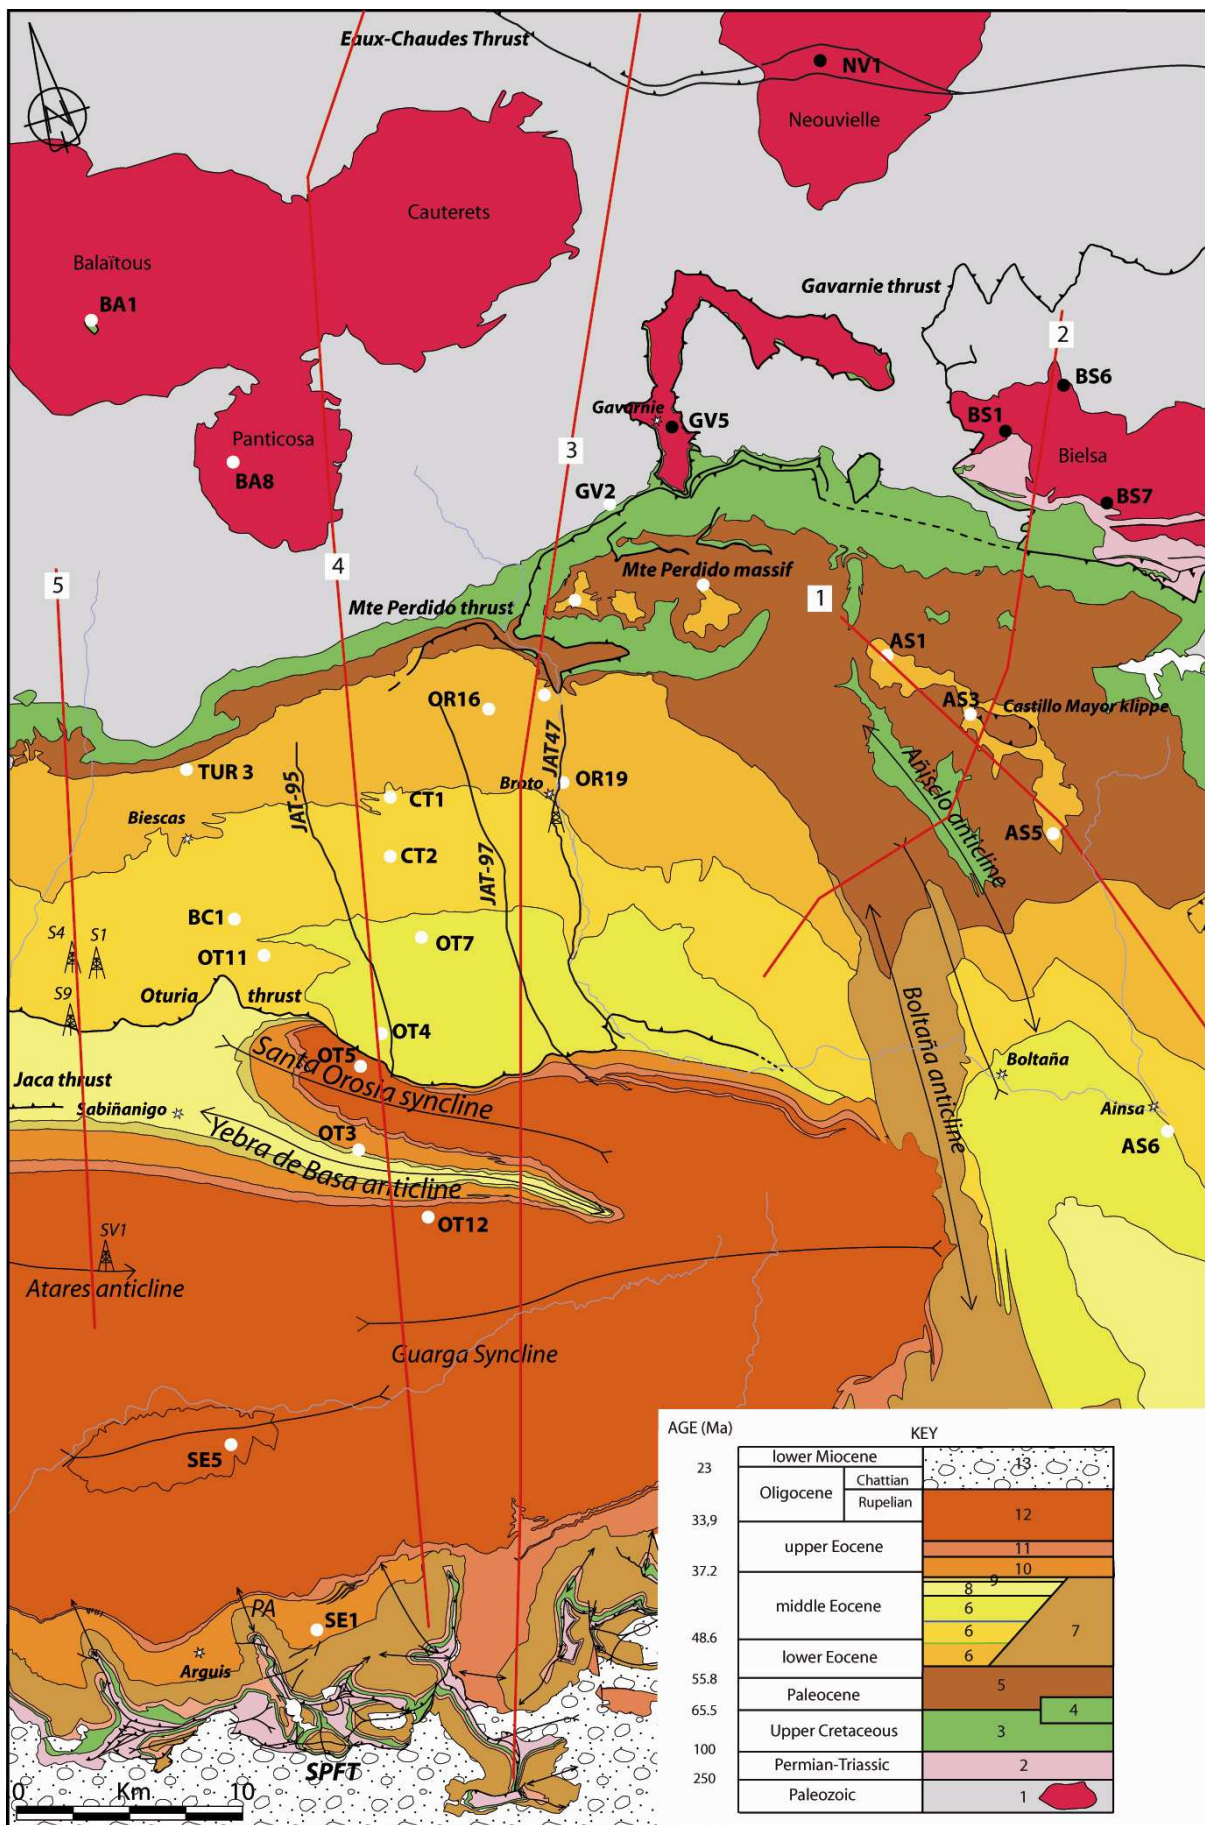 Eaux-Chaudes Thrust
NV1
Neouvielle
N
Cauterets
Balaïtous
BA1
Gavarnie thrust
2
BS6
BS1
Bielsa
BS7
Gavarnie
GV5
Panticosa
BA8
3
GV2
4
5
Mte Perdido massif
1
Mte Perdido thrust
AS1
AS3
Castillo Mayor klippe
OR16
JAT47
OR19
Broto
TUR 3
Biescas
JAT-95
CT1
CT2
JAT-97
Añisclo anticline
AS5
BC1
S4
S1
OT11
OT7
S9
Oturia thrust
OT4
OT5
Santa Orosia syncline
Boltaña anticline
Boltaña
Jaca thrust
Sabiñanigo
Ainsa
AS6
OT3
Yebra de Basa anticline
OT12
SV1
Atares anticline
Guarga Syncline
SE5
PA
SE1
Arguis
SPFT
0 Km 10
AGE (Ma)
KEY
lower Miocene
13
23
Oligocene
Chattian
Rupelian
12
33,9
upper Eocene
11
10
37.2
9
8
middle Eocene
6
6
7
48.6
lower Eocene
6
55.8
Paleocene
5
65.5
4
Upper Cretaceous
3
100
Permian-Triassic
2
250
Paleozoic
1